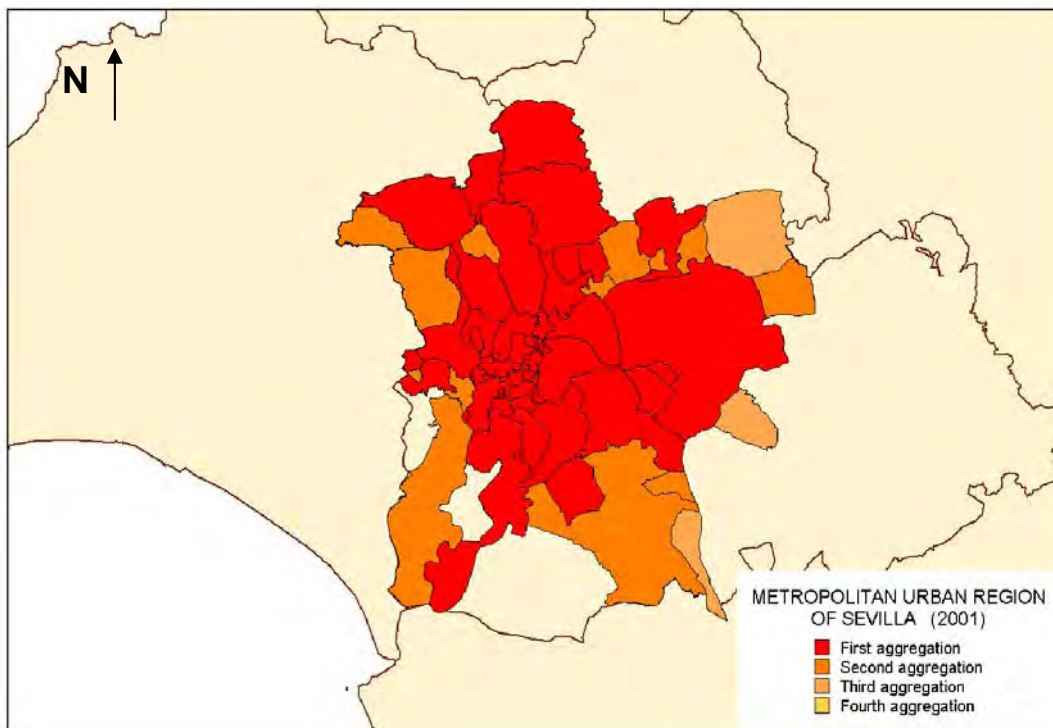 N
METROPOLITAN URBAN REGION
OF SEVILLA (2001)
First aggregation
Second aggregation
Third aggregation
Fourth aggregation